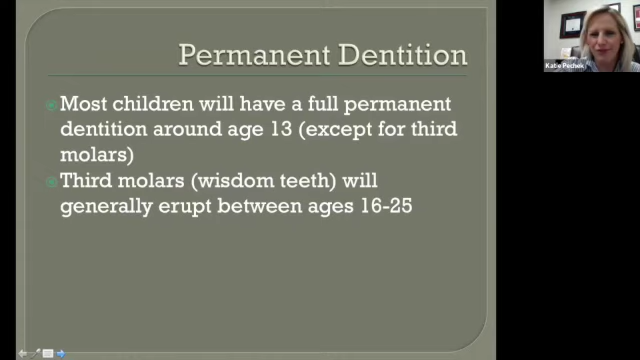 Permanent Dentition
Most children will have a full permanent
dentition around age 13 (except for third
molars)
Third molars (wisdom teeth) will
generally erupt between ages 16-25
Katie Pechek